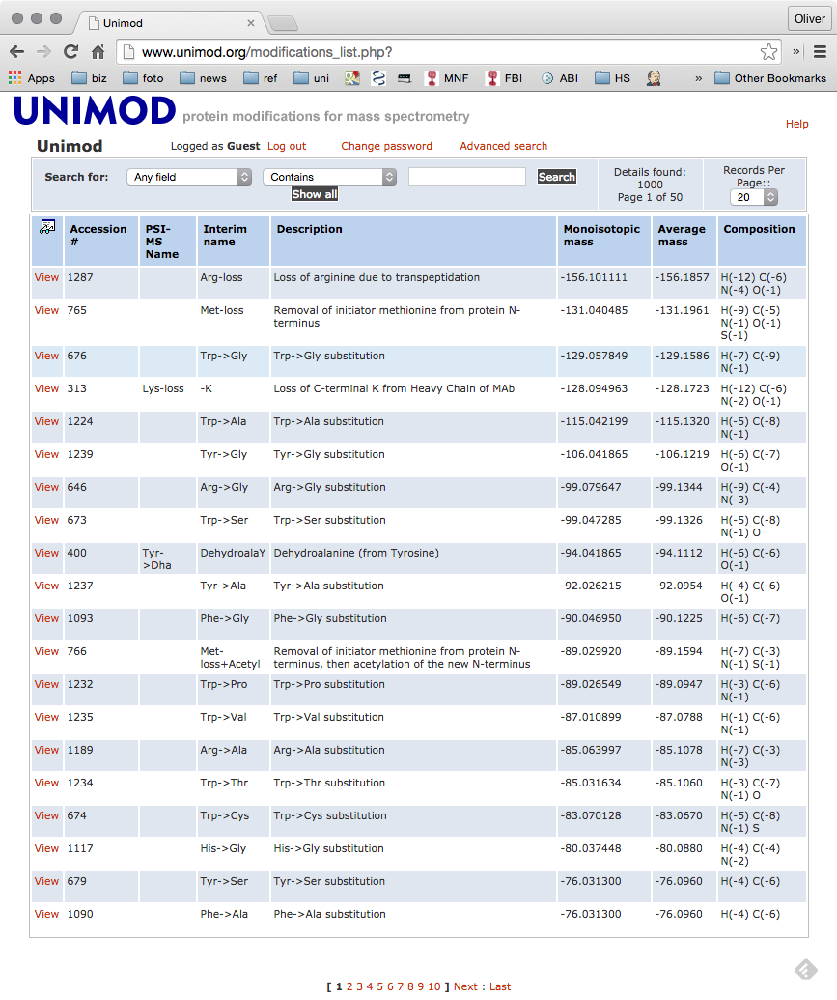 Unimod
Oliver
www.unimod.org/modifications_list.php?
Apps biz foto news ref uni MNF FBI ABI HS » Other Bookmarks
UNIMOD protein modifications for mass spectrometry
Help
Unimod Logged as Guest Log out Change password Advanced search
Search for: Any field Contains Search Show all
Details found: 1000 Page 1 of 50
Records Per Page:: 20
Accession # PSI-MS Name Interim name Description Monoisotopic mass Average mass Composition
View 1287 Arg-loss Loss of arginine due to transpeptidation -156.101111 -156.1857 H(-12) C(-6)
N(-4) O(-1)
View 765 Met-loss Removal of initiator methionine from protein N- -131.040485 -131.1961 H(-9) C(-5)
terminus N(-1) O(-1)
S(-1)
View 676 Trp->Gly Trp->Gly substitution -129.057849 -129.1586 H(-7) C(-9)
N(-1)
View 313 Lys-loss -K Loss of C-terminal K from Heavy Chain of MAb -128.094963 -128.1723 H(-12) C(-6)
N(-2) O(-1)
View 1224 Trp->Ala Trp->Ala substitution -115.042199 -115.1320 H(-5) C(-8)
N(-1)
View 1239 Tyr->Gly Tyr->Gly substitution -106.041865 -106.1219 H(-6) C(-7)
O(-1)
View 646 Arg->Gly Arg->Gly substitution -99.079647 -99.1344 H(-9) C(-4)
N(-3)
View 673 Trp->Ser Trp->Ser substitution -99.047285 -99.1326 H(-5) C(-8)
N(-1) O
View 400 Tyr- DehydroalaY Dehydroalanine (from Tyrosine) -94.041865 -94.1112 H(-6) C(-6)
->Dha O(-1)
View 1237 Tyr->Ala Tyr->Ala substitution -92.026215 -92.0954 H(-4) C(-6)
O(-1)
View 1093 Phe->Gly Phe->Gly substitution -90.046950 -90.1225 H(-6) C(-7)
View 766 Met- Removal of initiator methionine from protein N- -89.029920 -89.1594 H(-7) C(-3)
loss+Acetyl terminus, then acetylation of the new N-terminus N(-1) S(-1)
View 1232 Trp->Pro Trp->Pro substitution -89.026549 -89.0947 H(-3) C(-6)
N(-1)
View 1235 Trp->Val Trp->Val substitution -87.010899 -87.0788 H(-1) C(-6)
N(-1)
View 1189 Arg->Ala Arg->Ala substitution -85.063997 -85.1078 H(-7) C(-3)
N(-3)
View 1234 Trp->Thr Trp->Thr substitution -85.031634 -85.1060 H(-3) C(-7)
N(-1) O
View 674 Trp->Cys Trp->Cys substitution -83.070128 -83.0670 H(-5) C(-8)
N(-1) S
View 1117 His->Gly His->Gly substitution -80.037448 -80.0880 H(-4) C(-4)
N(-2)
View 679 Tyr->Ser Tyr->Ser substitution -76.031300 -76.0960 H(-4) C(-6)
View 1090 Phe->Ala Phe->Ala substitution -76.031300 -76.0960 H(-4) C(-6)
[ 1 2 3 4 5 6 7 8 9 10 ] Next : Last